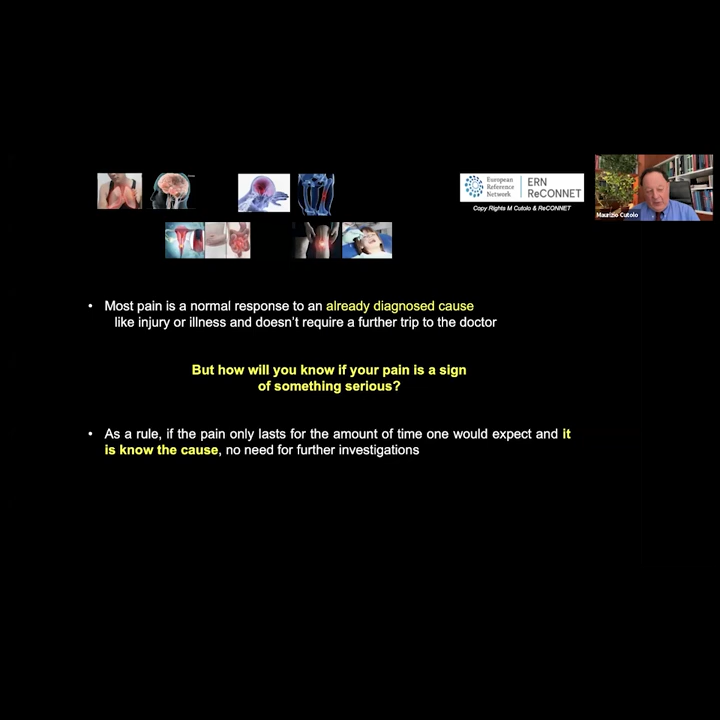 European
Reference
Network
ERN
ReCONNET
Copy Rights M Cutolo & ReCONNET
Maurizio Cutolo
• Most pain is a normal response to an already diagnosed cause
like injury or illness and doesn't require a further trip to the doctor
But how will you know if your pain is a sign
of something serious?
• As a rule, if the pain only lasts for the amount of time one would expect and it
is know the cause, no need for further investigations